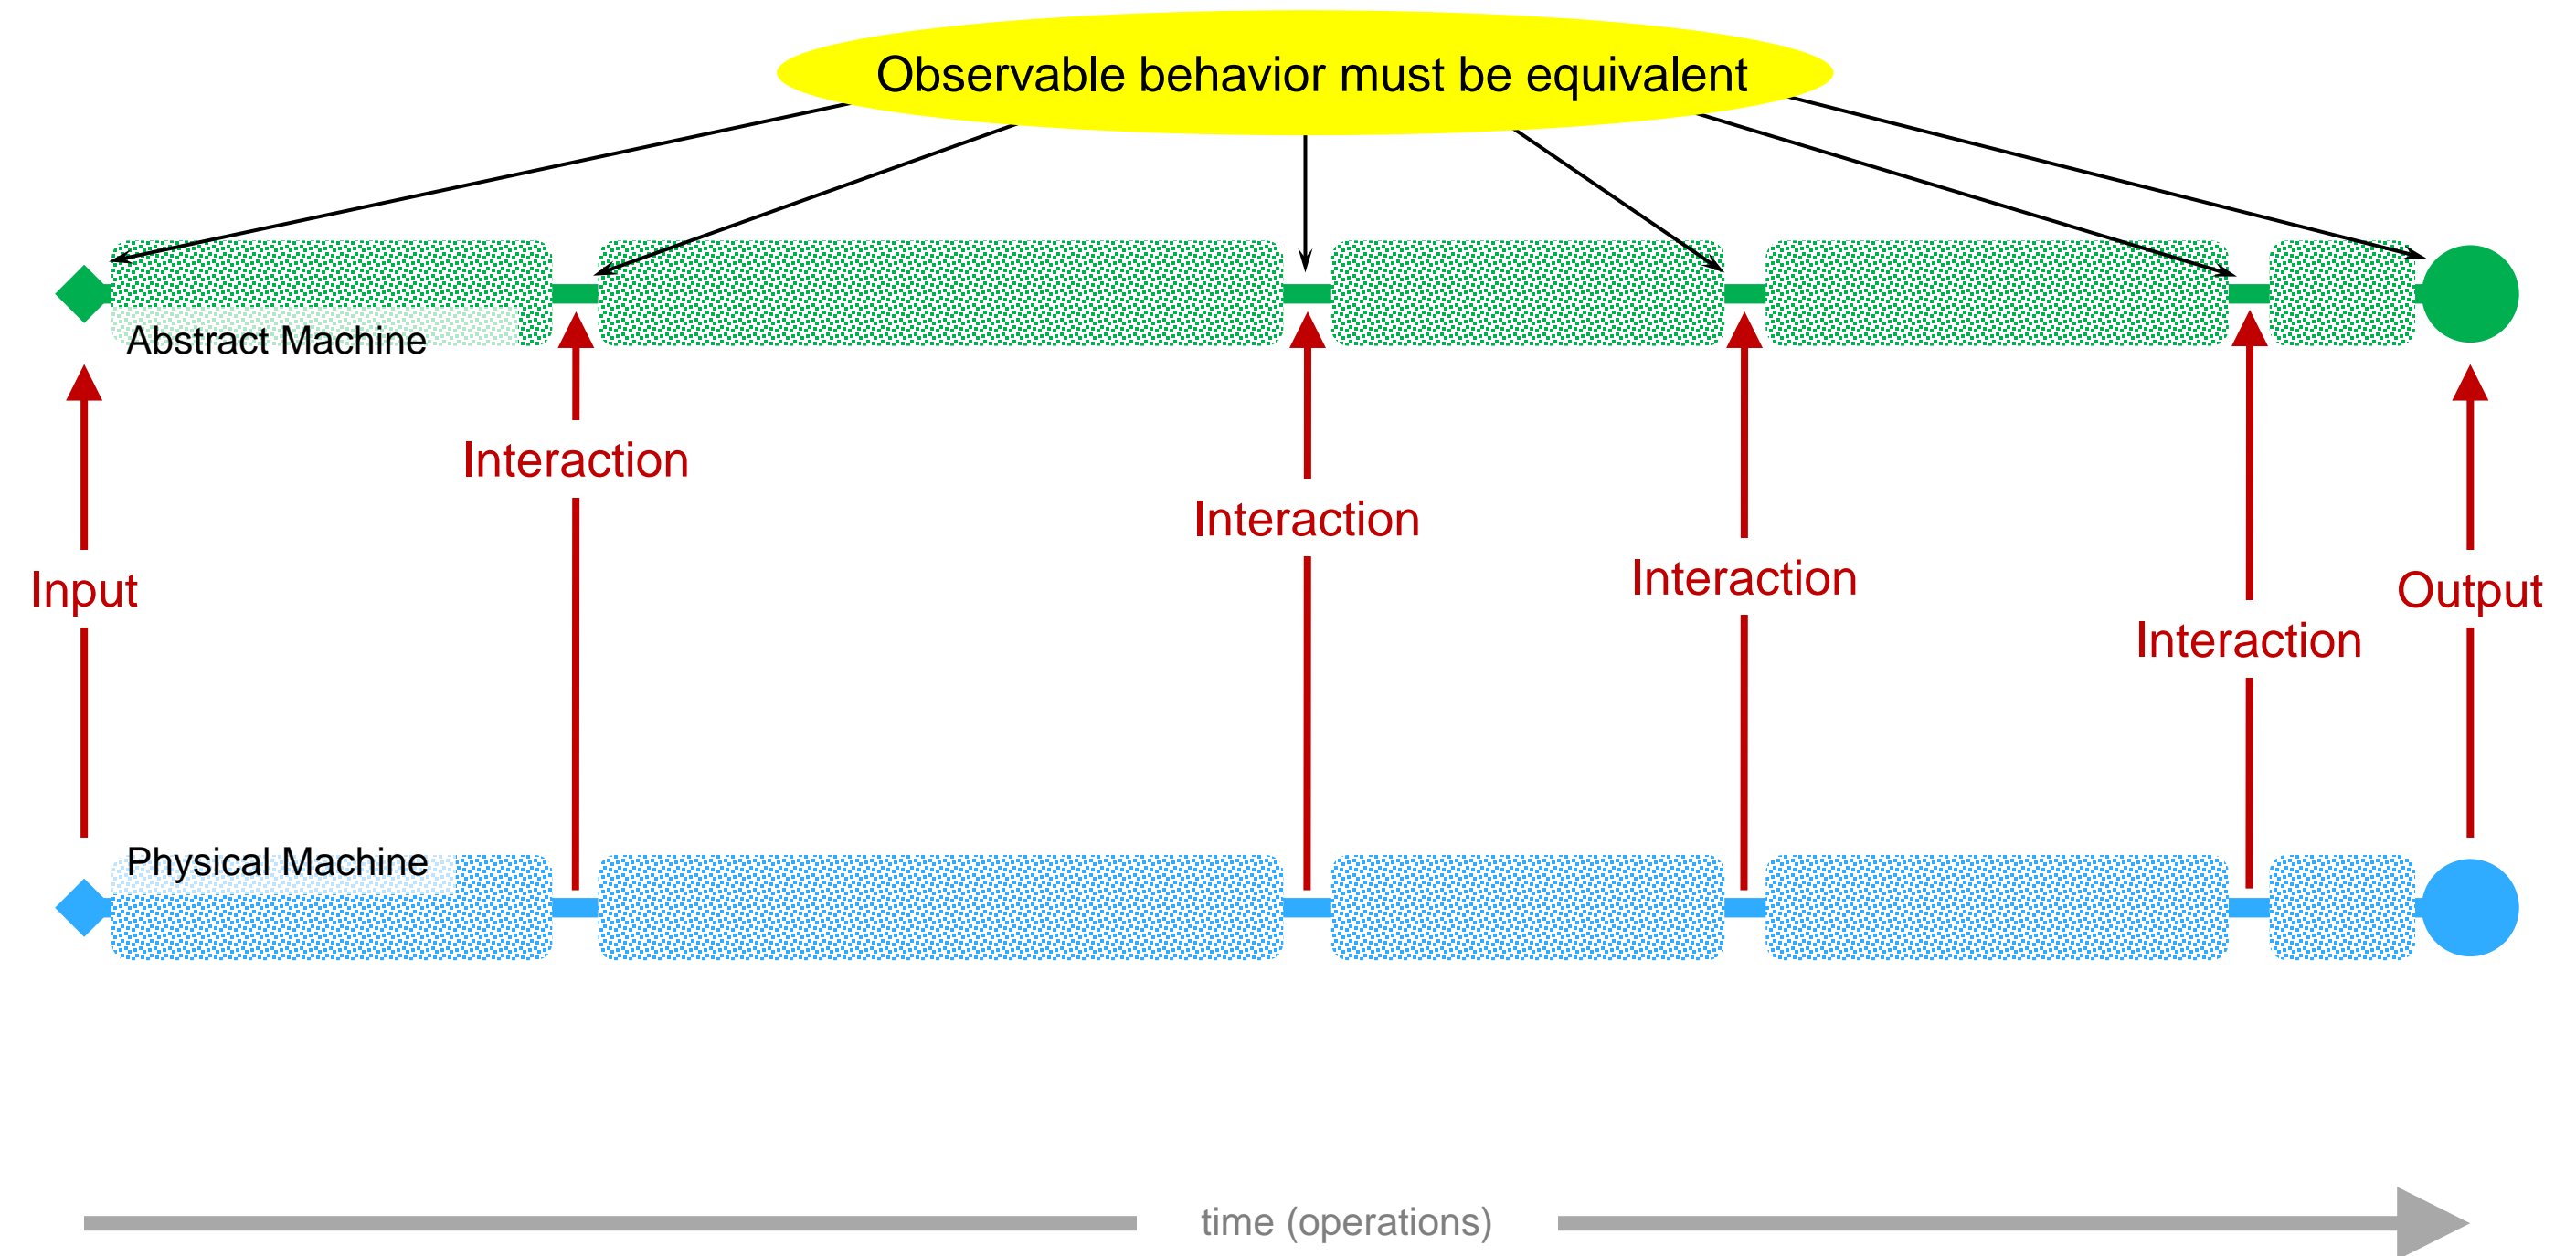 Observable behavior must be equivalent
Abstract Machine
Interaction
Interaction
Interaction
Input
Output
Interaction
Physical Machine
time (operations)